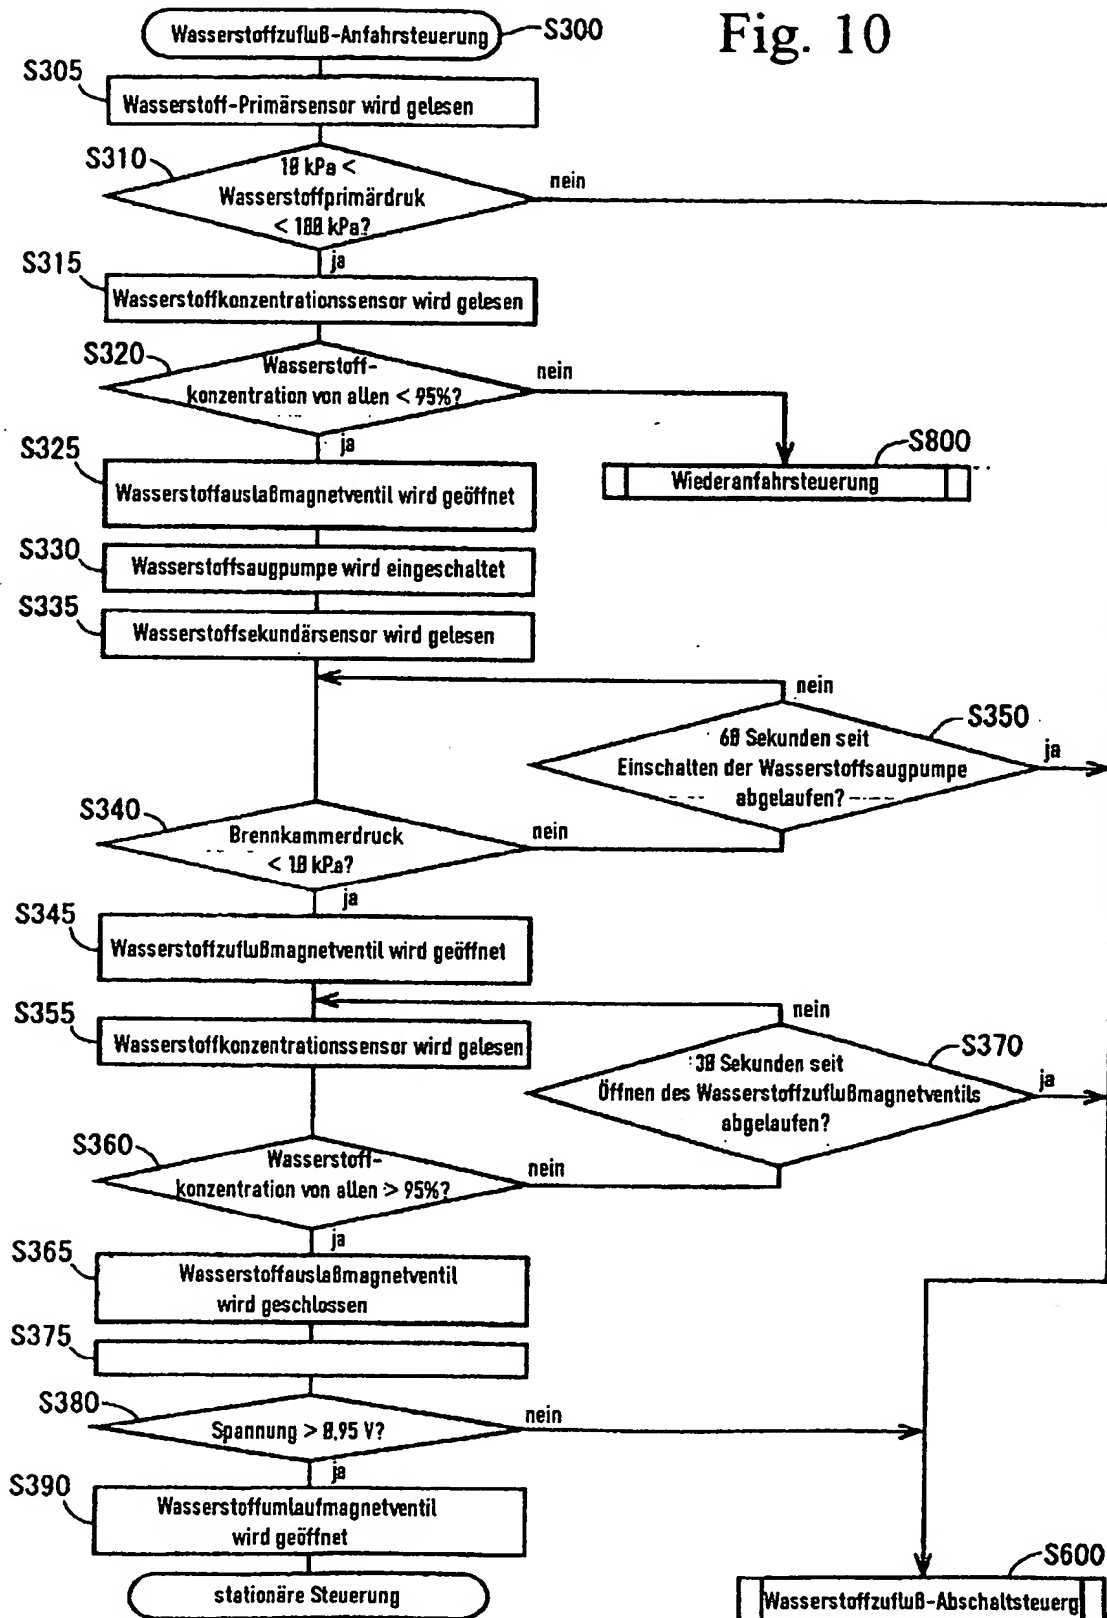 Fig. 10
Wasserstoffzufluß-Anfahrsteuerung
S300
S305
Wasserstoff-Primärsensor wird gelesen
S310
10 kPa <
Wasserstoffprimärdruk
< 100 kPa?
nein
ja
S315
Wasserstoffkonzentrationssensor wird gelesen
S320
Wasserstoff-
konzentration von allen < 95%?
nein
ja
S325
Wasserstoffauslaßmagnetventil wird geöffnet
S800
Wiederanfahrsteuerung
S330
Wasserstoffsaugpumpe wird eingeschaltet
S335
Wasserstoffsekundärsensor wird gelesen
nein
S350
60 Sekunden seit
Einschalten der Wasserstoffsaugpumpe
abgelaufen?
ja
S340
Brennkammerdruck
< 10 kPa?
nein
ja
S345
Wasserstoffzuflußmagnetventil wird geöffnet
S355
Wasserstoffkonzentrationssensor wird gelesen
nein
S370
30 Sekunden seit
Öffnen des Wasserstoffzuflußmagnetventils
abgelaufen?
ja
S360
Wasserstoff-
konzentration von allen > 95%?
nein
ja
S365
Wasserstoffauslaßmagnetventil
wird geschlossen
S375
S380
Spannung > 0,95 V?
nein
ja
S390
Wasserstoffumlaufmagnetventil
wird geöffnet
stationäre Steuerung
S600
Wasserstoffzufluß-Abschaltsteuerg